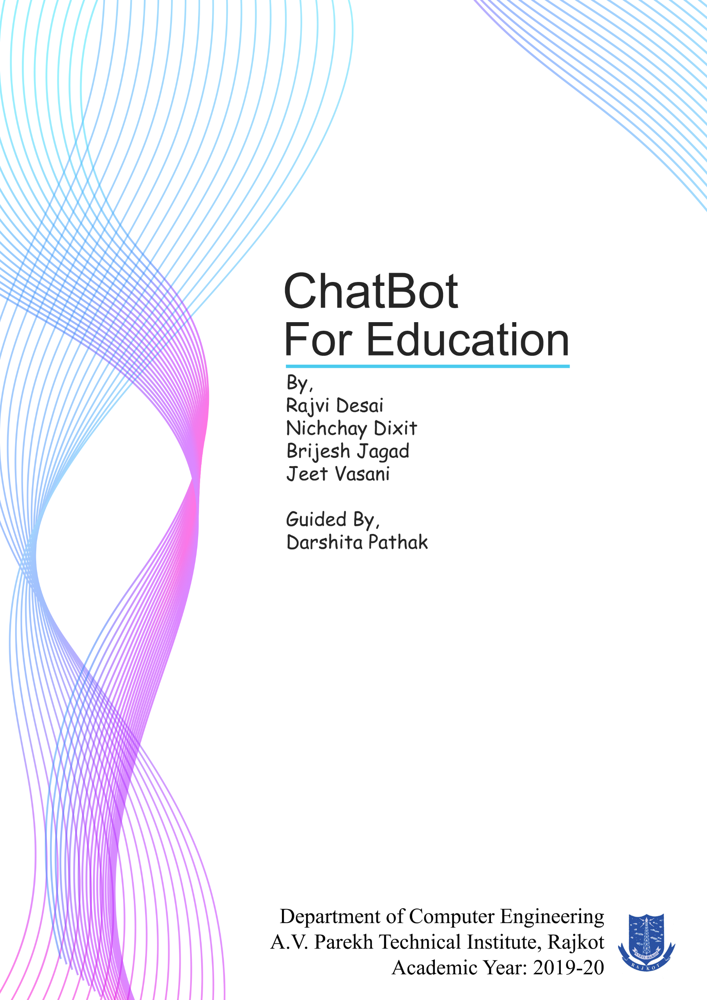 ChatBot
For Education
By,
Rajvi Desai
Nichchay Dixit
Brijesh Jagad
Jeet Vasani
Guided By,
Darshita Pathak
Department of Computer Engineering
A.V. Parekh Technical Institute, Rajkot
Academic Year: 2019-20
A.V.P.T.I.-RAJKOT
RAJKOT